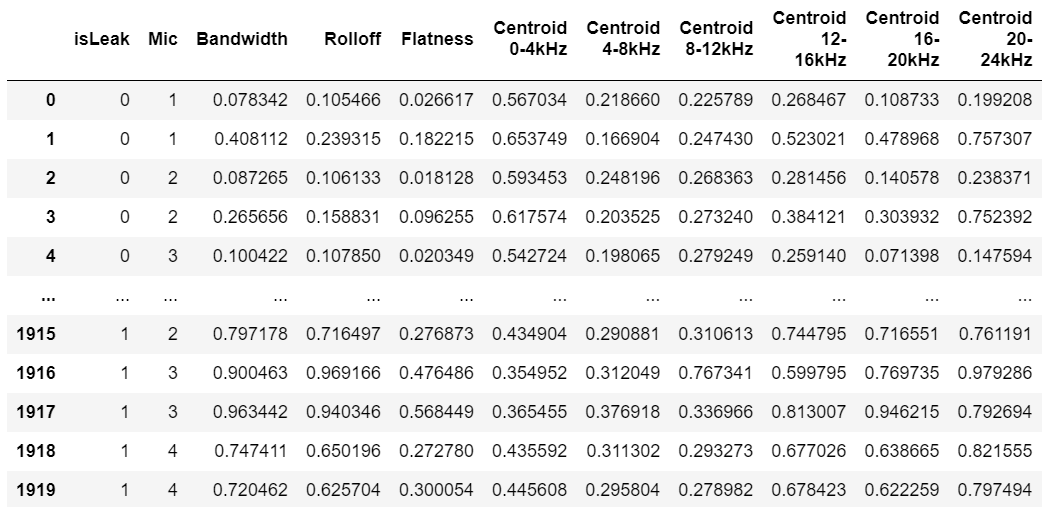 isLeak Mic Bandwidth Rolloff Flatness Centroid 0-4kHz Centroid 4-8kHz Centroid 8-12kHz Centroid 12-16kHz Centroid 16-20kHz Centroid 20-24kHz
0 0 1 0.078342 0.105466 0.026617 0.567034 0.218660 0.225789 0.268467 0.108733 0.199208
1 0 1 0.408112 0.239315 0.182215 0.653749 0.166904 0.247430 0.523021 0.478968 0.757307
2 0 2 0.087265 0.106133 0.018128 0.593453 0.248196 0.268363 0.281456 0.140578 0.238371
3 0 2 0.265656 0.158831 0.096255 0.617574 0.203525 0.273240 0.384121 0.303932 0.752392
4 0 3 0.100422 0.107850 0.020349 0.542724 0.198065 0.279249 0.259140 0.071398 0.147594
... ... ... ... ... ... ... ... ... ... ... ...
1915 1 2 0.797178 0.716497 0.276873 0.434904 0.290881 0.310613 0.744795 0.716551 0.761191
1916 1 3 0.900463 0.969166 0.476486 0.354952 0.312049 0.767341 0.599795 0.769735 0.979286
1917 1 3 0.963442 0.940346 0.568449 0.365455 0.376918 0.336966 0.813007 0.946215 0.792694
1918 1 4 0.747411 0.650196 0.272780 0.435592 0.311302 0.293273 0.677026 0.638665 0.821555
1919 1 4 0.720462 0.625704 0.300054 0.445608 0.295804 0.278982 0.678423 0.622259 0.797494